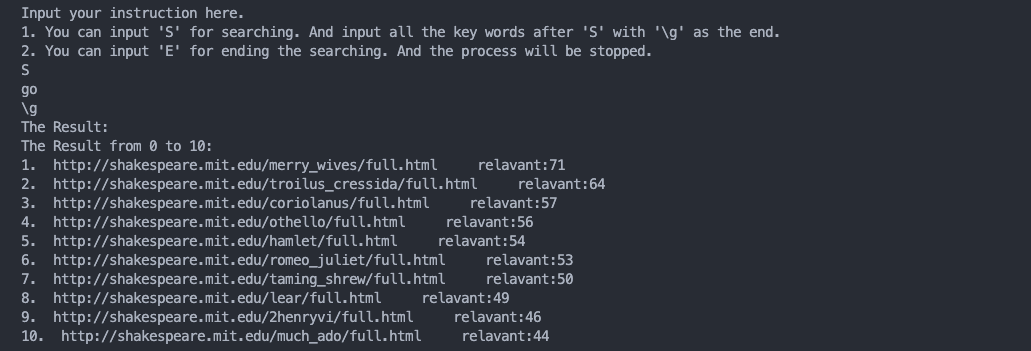 Input your instruction here.
1. You can input 'S' for searching. And input all the key words after 'S' with '\g' as the end.
2. You can input 'E' for ending the searching. And the process will be stopped.
S
go
\g
The Result:
The Result from 0 to 10:
1.  http://shakespeare.mit.edu/merry_wives/full.html     relavant:71
2.  http://shakespeare.mit.edu/troilus_cressida/full.html     relavant:64
3.  http://shakespeare.mit.edu/coriolanus/full.html     relavant:57
4.  http://shakespeare.mit.edu/othello/full.html     relavant:56
5.  http://shakespeare.mit.edu/hamlet/full.html     relavant:54
6.  http://shakespeare.mit.edu/romeo_juliet/full.html     relavant:53
7.  http://shakespeare.mit.edu/taming_shrew/full.html     relavant:50
8.  http://shakespeare.mit.edu/lear/full.html     relavant:49
9.  http://shakespeare.mit.edu/2henryvi/full.html     relavant:46
10.  http://shakespeare.mit.edu/much_ado/full.html     relavant:44